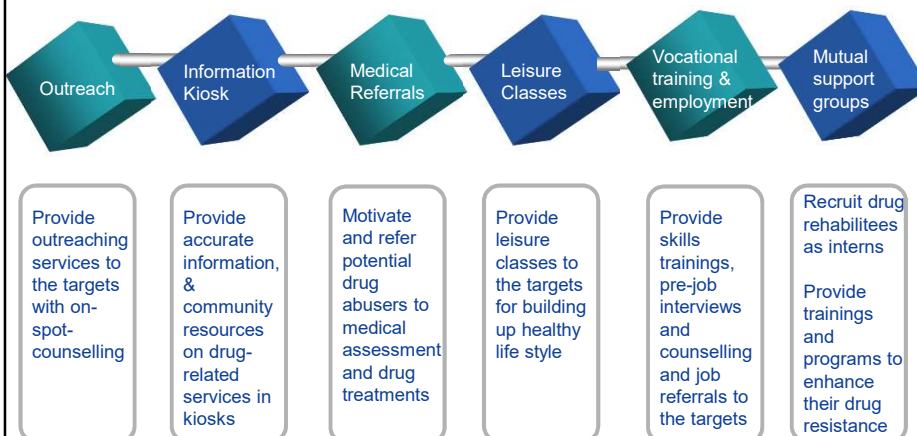 Outreach
Information
Kiosk
Medical
Referrals
Leisure
Classes
Vocational
training &
employment
Mutual
support
groups
Provide
outreaching
services to
the targets
with on-
spot-
counselling
Provide
accurate
information,
&
community
resources
on drug-
related
services in
kiosks
Motivate
and refer
potential
drug
abusers to
medical
assessment
and drug
treatments
Provide
leisure
classes to
the targets
for building
up healthy
life style
Provide
skills
trainings,
pre-job
interviews
and
counselling
and job
referrals to
the targets
Recruit drug
rehabilitees
as interns
Provide
trainings
and
programs to
enhance
their drug
resistance